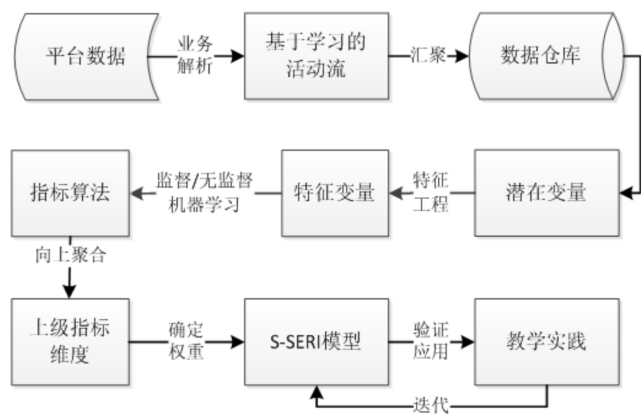 平台数据
业务
解析
基于学习的
活动流
汇聚
数据仓库
潜在变量
特征
工程
特征变量
监督/无监督
机器学习
指标算法
向上聚合
上级指标
维度
确定
权重
S-SERI模型
验证
应用
教学实践
迭代